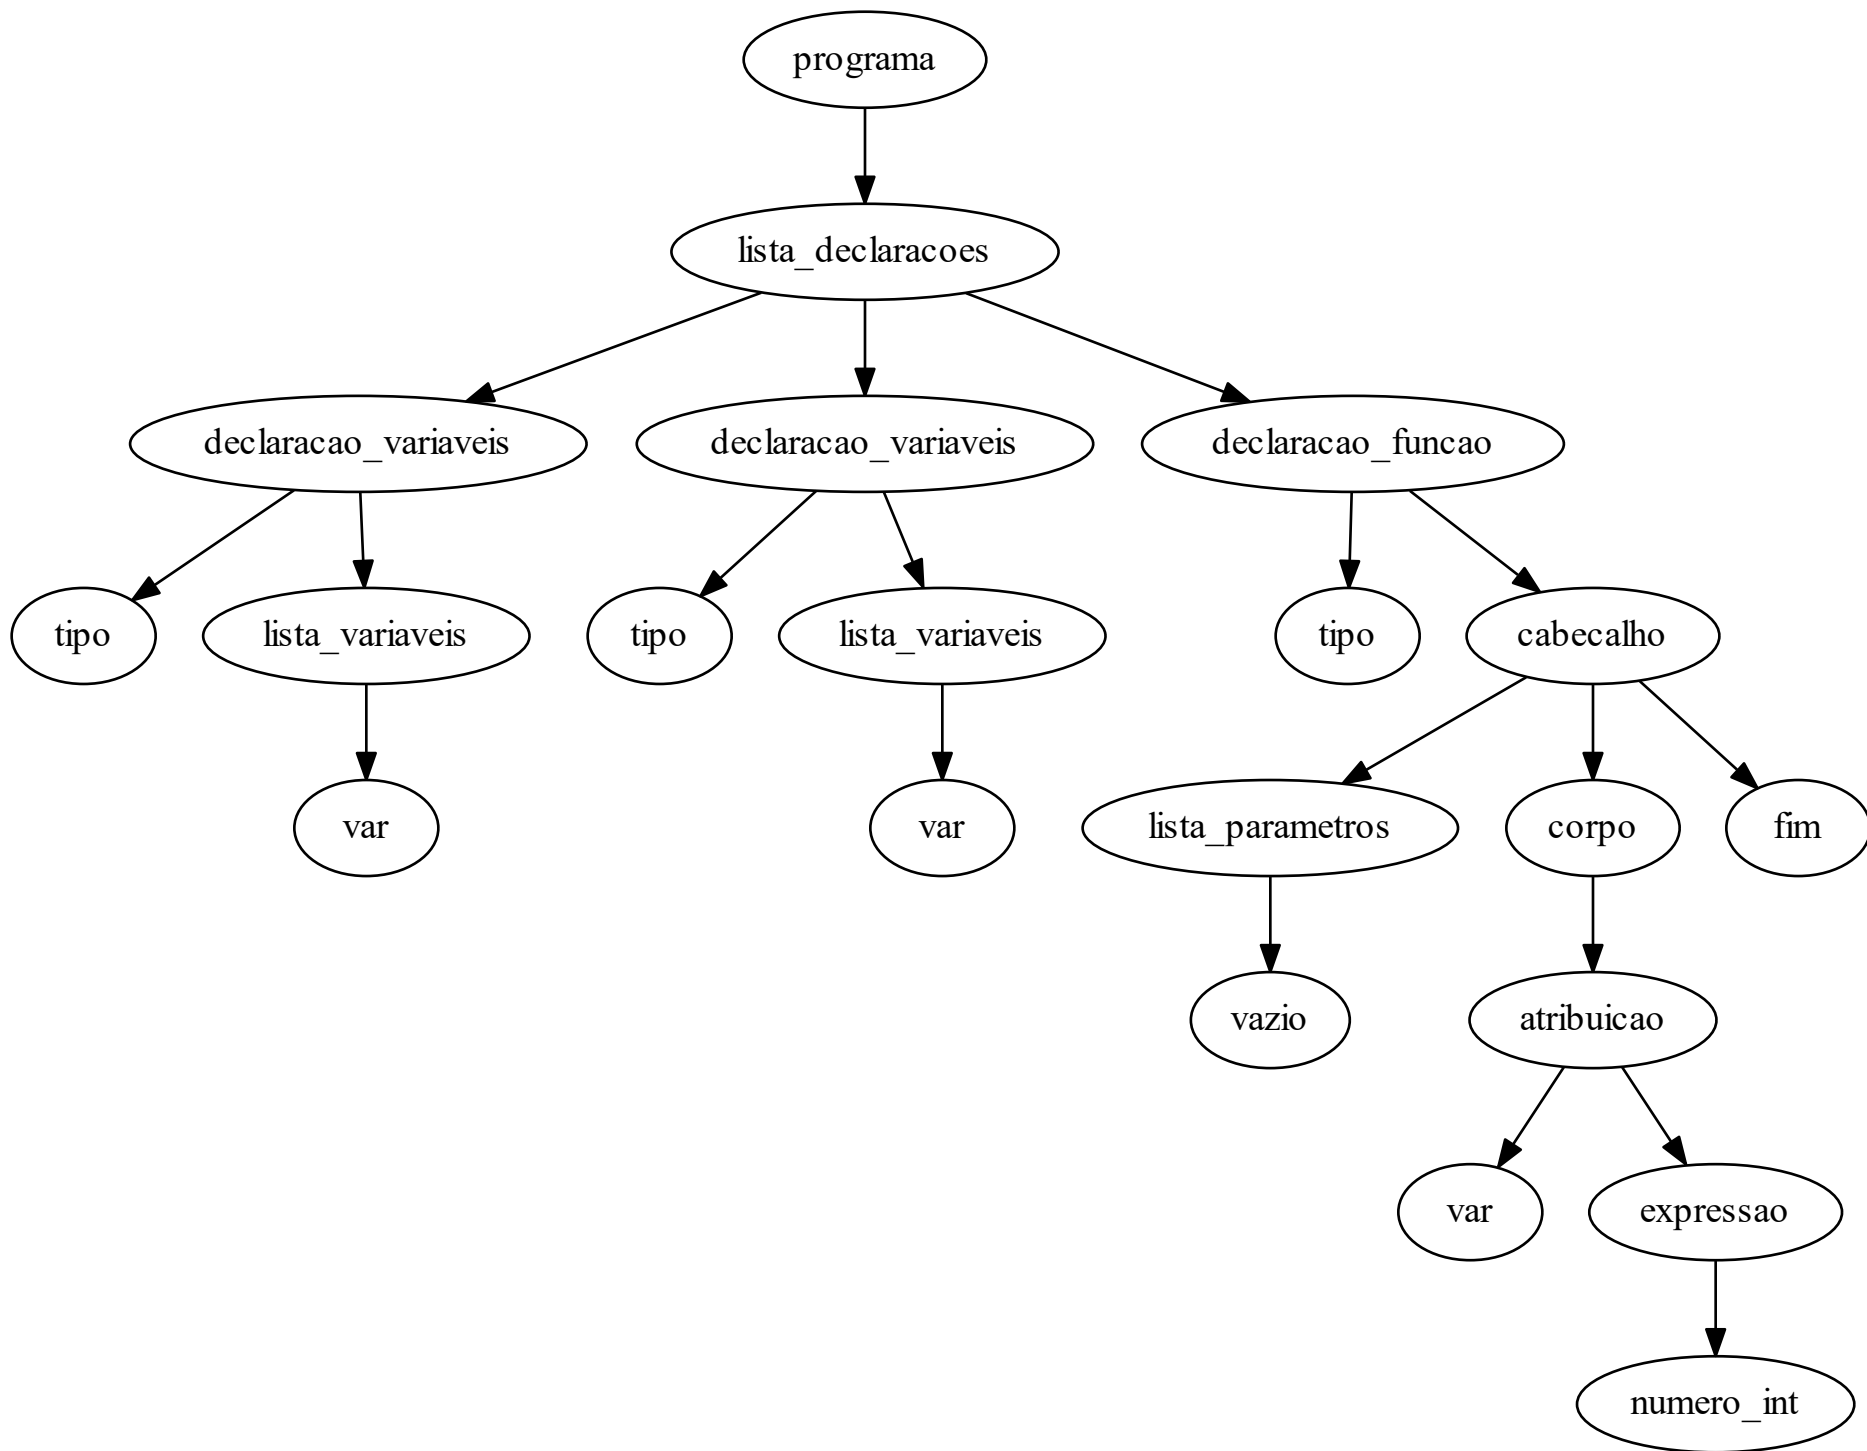 programa
lista_declaracoes
declaracao_variaveis
declaracao_variaveis
declaracao_funcao
tipo
lista_variaveis
tipo
lista_variaveis
tipo
cabecalho
var
var
lista_parametros
corpo
fim
vazio
atribuicao
var
expressao
numero_int